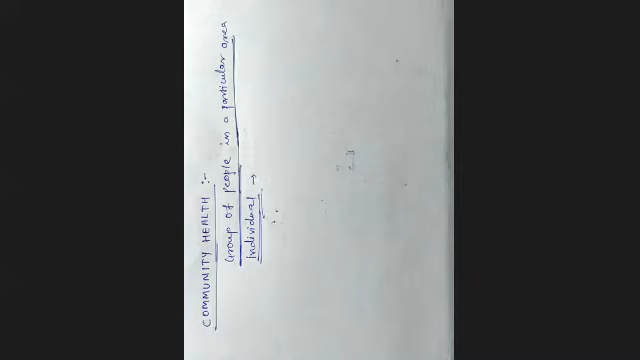 COMMUNITY HEALTH :-
Group of people in a particular area
Individual →